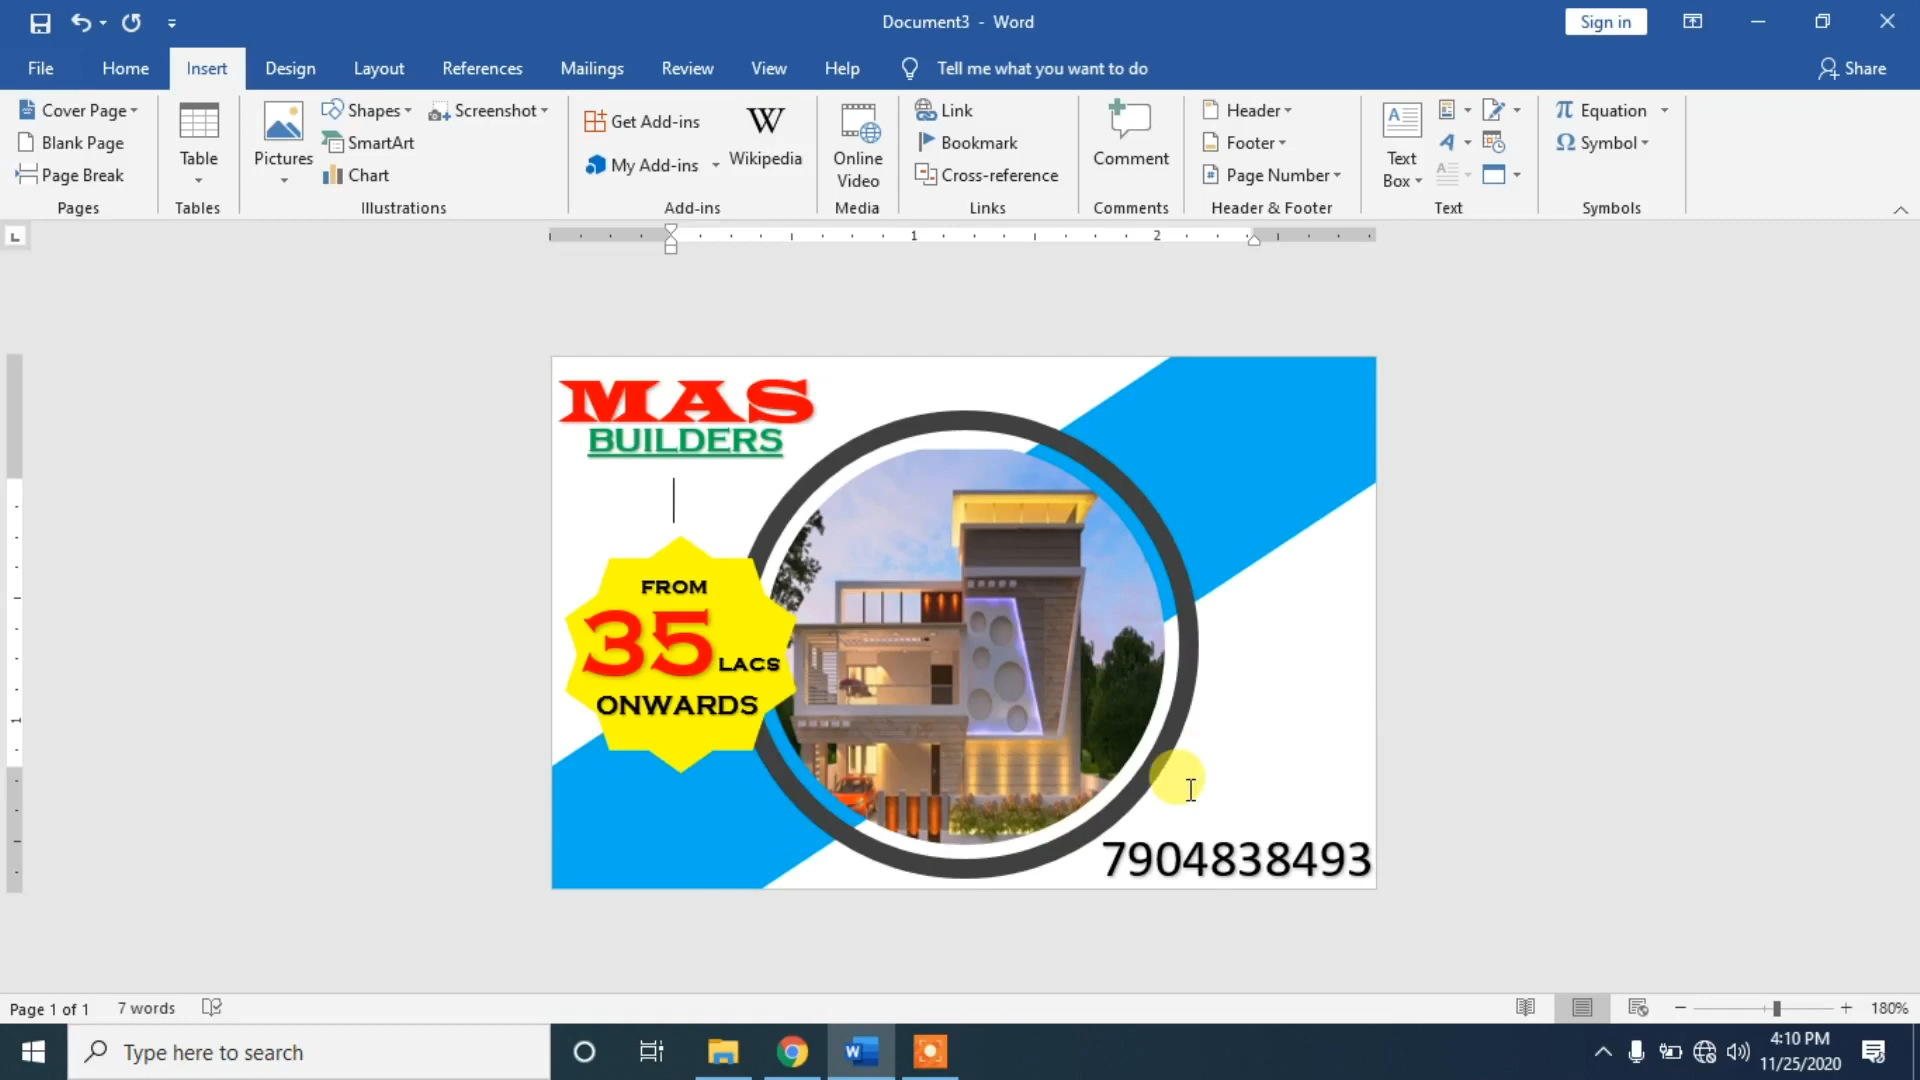 Document3 - Word
Sign in
File Home Insert Design Layout References Mailings Review View Help Tell me what you want to do Share
Cover Page
Blank Page
Page Break
Pages
Table
Tables
Pictures
Shapes
SmartArt
Chart
Screenshot
Illustrations
Get Add-ins
My Add-ins
Wikipedia
Add-ins
Online
Video
Media
Link
Bookmark
Cross-reference
Links
Comment
Comments
Header
Footer
Page Number
Header & Footer
Text
Box
Text
Equation
Symbol
Symbols
1 2
1
MAS
BUILDERS
FROM
35 LACS
ONWARDS
7904838493
Page 1 of 1 7 words 180%
Type here to search
4:10 PM
11/25/2020